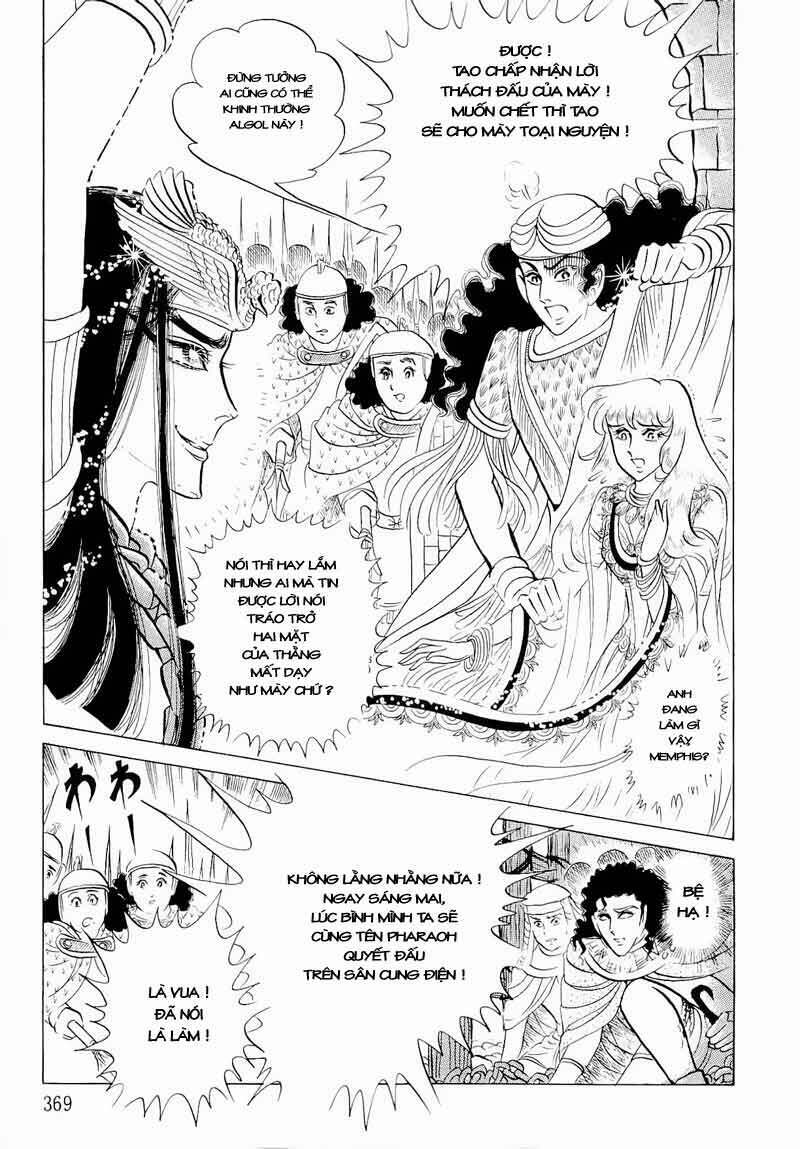 ĐƯỢC !
TAO CHẤP NHẬN LỜI
THÁCH ĐẤU CỦA MÀY !
MUỐN CHẾT THÌ TAO
SẼ CHO MÀY TOẠI NGUYỆN !
ĐỪNG TƯỞNG
AI CŨNG CÓ THỂ
KHINH THƯỜNG
ALGOL NÀY !
NÓI THÌ HAY LẮM
NHƯNG AI MÀ TIN
ĐƯỢC LỜI NÓI
TRÁO TRỞ
HAI MẶT
CỦA THẰNG
MẤT DẠY
NHƯ MÀY CHỨ ?
ANH
ĐANG
LÀM GÌ
VẬY
MEMPHIS?
わー
わー
KHÔNG LẰNG NHẰNG NỮA !
NGAY SÁNG MAI,
LÚC BÌNH MINH TA SẼ
CÙNG TÊN PHARAOH
QUYẾT ĐẤU
TRÊN SÂN CUNG ĐIỆN !
LÀ VUA !
ĐÃ NÓI
LÀ LÀM !
BỆ
HẠ !
369